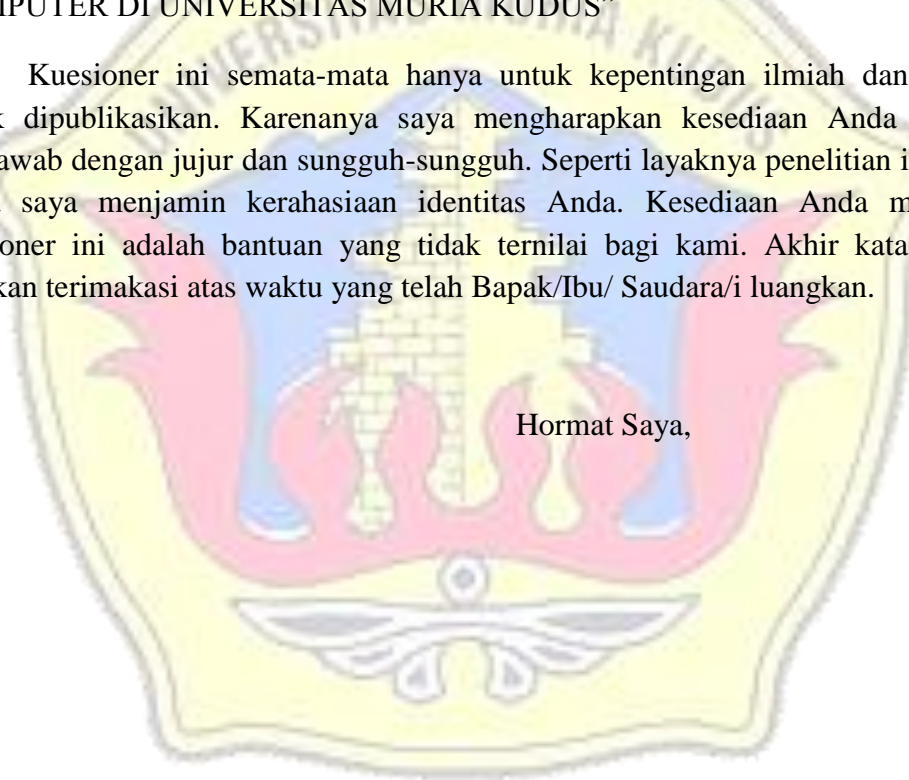 MPUTER DI UNIVERSITAS MURIA KUDUS”
Kuesioner ini semata-mata hanya untuk kepentingan ilmiah dan
k dipublikasikan. Karenanya saya mengharapkan kesediaan Anda
awab dengan jujur dan sungguh-sungguh. Seperti layaknya penelitian i
saya menjamin kerahasiaan identitas Anda. Kesediaan Anda m
oner ini adalah bantuan yang tidak ternilai bagi kami. Akhir kata
kan terimakasi atas waktu yang telah Bapak/Ibu/ Saudara/i luangkan.
Hormat Saya,